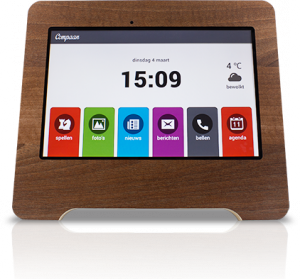 Compaan
dinsdag 4 maart
15:09
4 °C
bewolkt
spellen foto's nieuws berichten bellen agenda